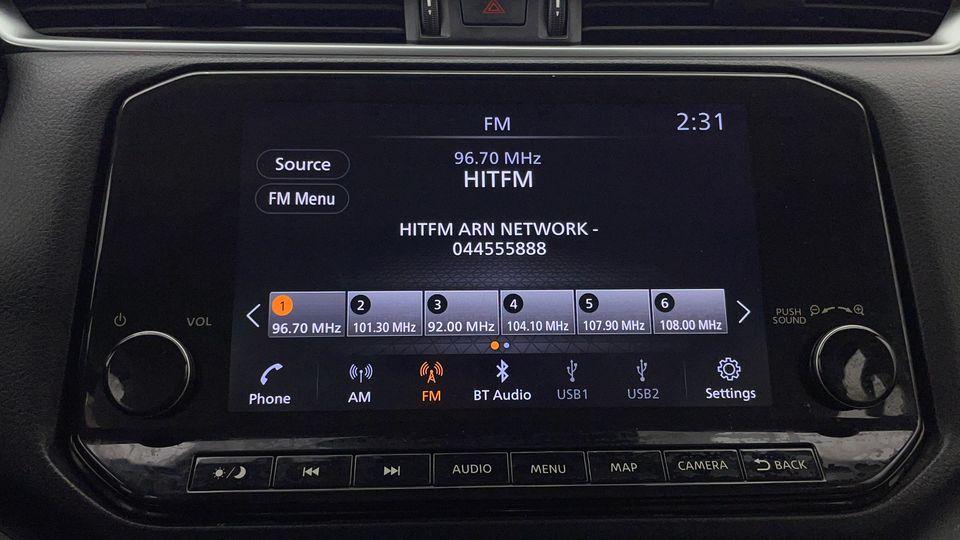 FM
2:31
Source
96.70 MHz
HITFM
FM Menu
HITFM ARN NETWORK -
044555888
1
96.70 MHz
2
101.30 MHz
3
92.00 MHz
4
104.10 MHz
5
107.90 MHz
6
108.00 MHz
VOL
PUSH
SOUND
Phone
AM
FM
BT Audio
USB1
USB2
Settings
AUDIO
MENU
MAP
CAMERA
BACK